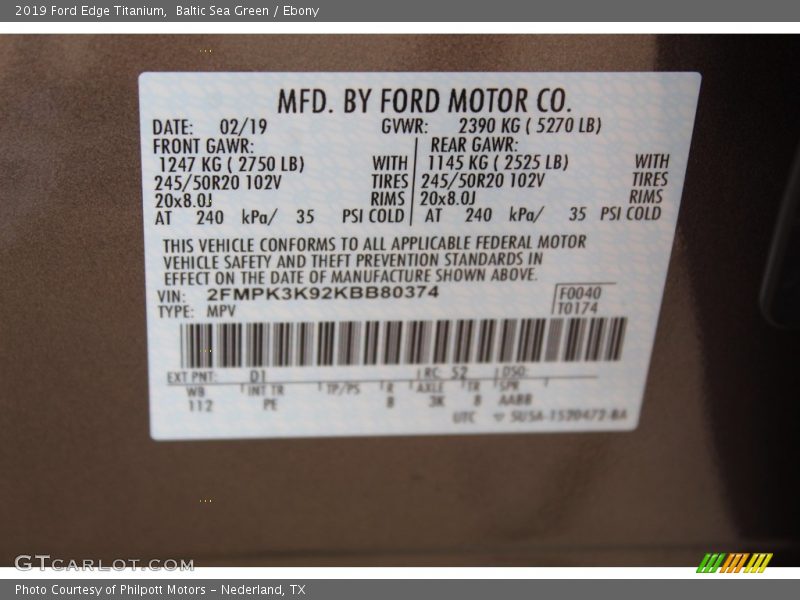 2019 Ford Edge Titanium, Baltic Sea Green / Ebony
MFD. BY FORD MOTOR CO.
DATE: 02/19 GVWR: 2390 KG ( 5270 LB)
FRONT GAWR: REAR GAWR:
1247 KG ( 2750 LB) WITH 1145 KG ( 2525 LB) WITH
245/50R20 102V TIRES 245/50R20 102V TIRES
20x8.0J RIMS 20x8.0J RIMS
AT 240 kPa/ 35 PSI COLD AT 240 kPa/ 35 PSI COLD
THIS VEHICLE CONFORMS TO ALL APPLICABLE FEDERAL MOTOR
VEHICLE SAFETY AND THEFT PREVENTION STANDARDS IN
EFFECT ON THE DATE OF MANUFACTURE SHOWN ABOVE.
VIN: 2FMPK3K92KBB80374 F0040
TYPE: MPV T0174
EXT PNT: D1 RC: 52 DSO:
WB INT TR TP/PS R AXLE TR SPR
112 PE 8 3K 8 AABB
UTC
GTCARLOT.COM
Photo Courtesy of Philpott Motors - Nederland, TX